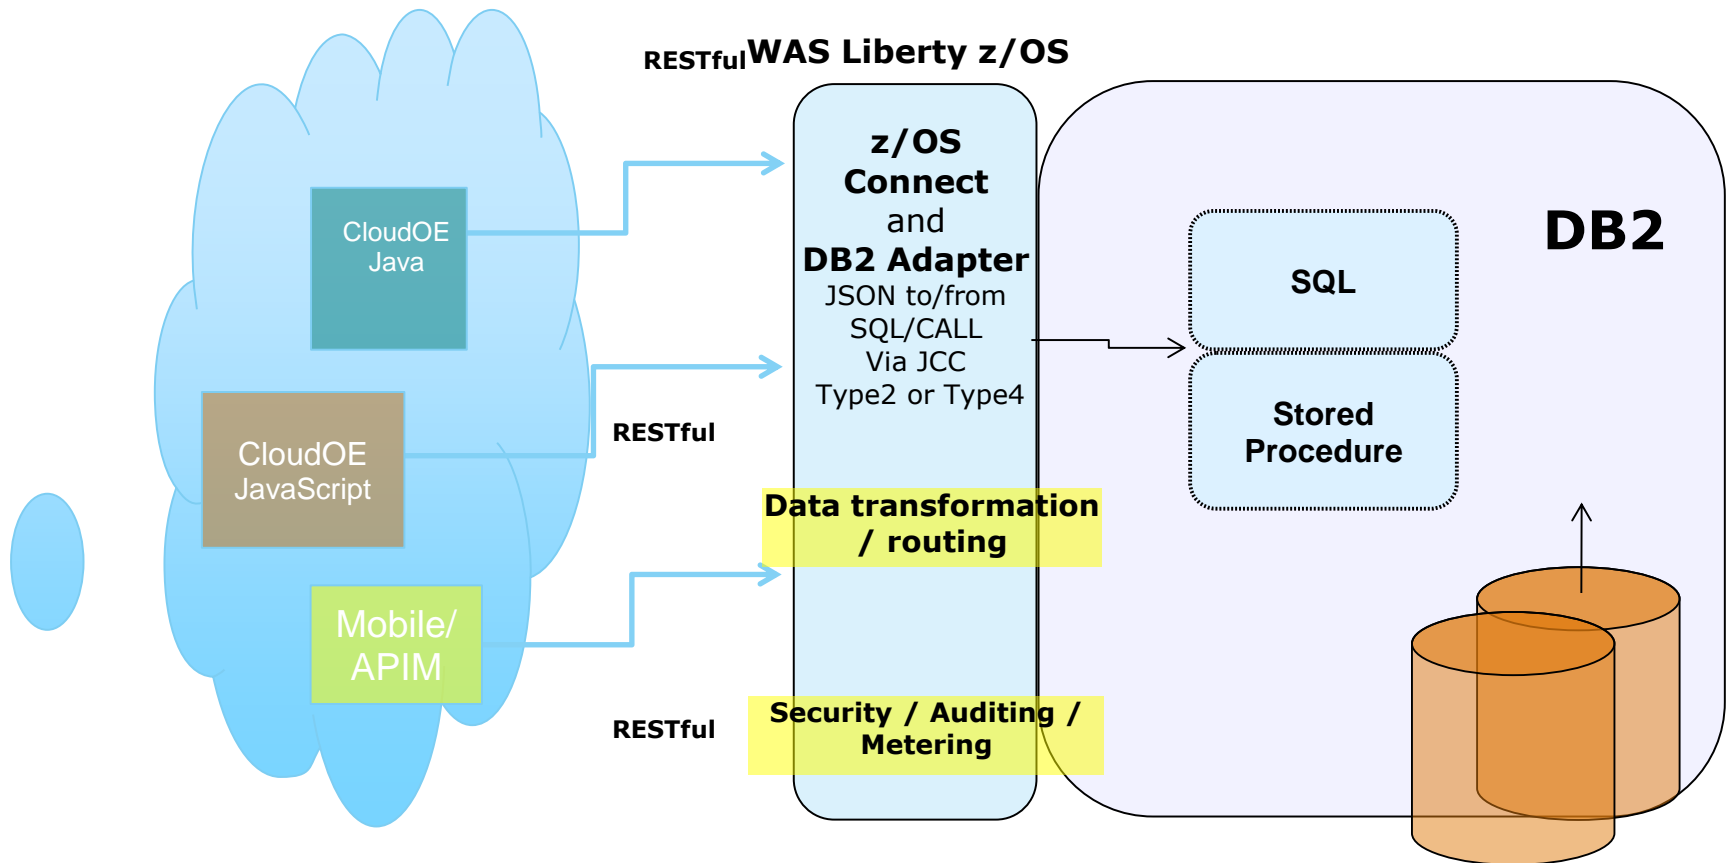 RESTful
WAS Liberty z/OS
CloudOE
Java
CloudOE
JavaScript
Mobile/
APIM
RESTful
RESTful
z/OS
Connect
and
DB2 Adapter
JSON to/from
SQL/CALL
Via JCC
Type2 or Type4
Data transformation
/ routing
Security / Auditing /
Metering
DB2
SQL
Stored
Procedure